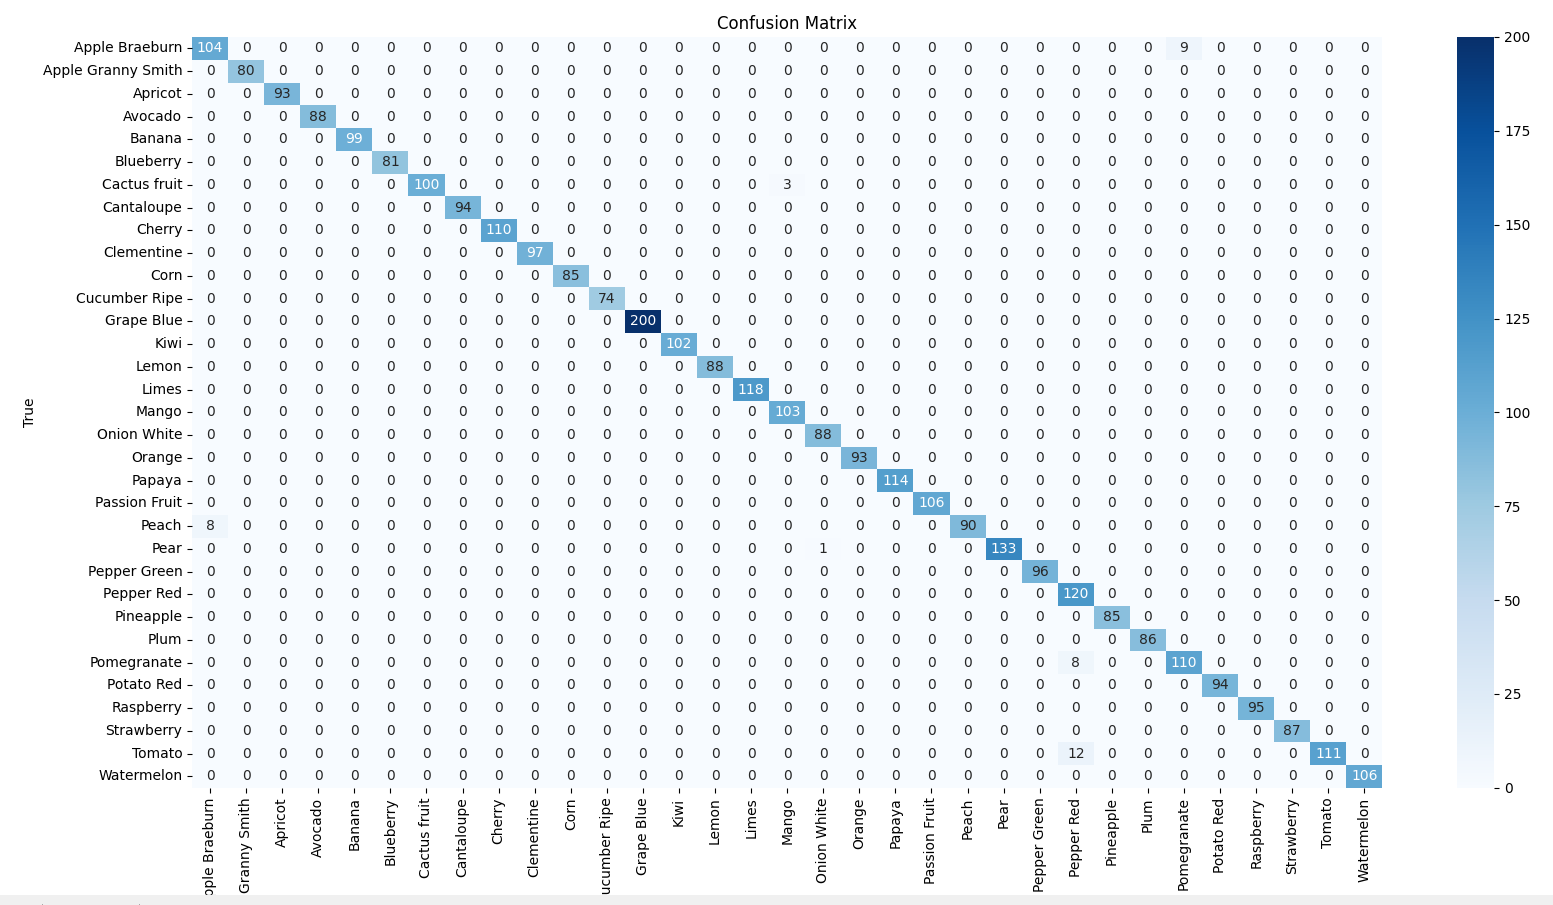 Confusion Matrix
Apple Braeburn 104 0 0 0 0 0 0 0 0 0 0 0 0 0 0 0 0 0 0 0 0 0 0 0 0 0 0 9 0 0 0 0 0
Apple Granny Smith 0 80 0 0 0 0 0 0 0 0 0 0 0 0 0 0 0 0 0 0 0 0 0 0 0 0 0 0 0 0 0 0 0
Apricot 0 0 93 0 0 0 0 0 0 0 0 0 0 0 0 0 0 0 0 0 0 0 0 0 0 0 0 0 0 0 0 0 0
Avocado 0 0 0 88 0 0 0 0 0 0 0 0 0 0 0 0 0 0 0 0 0 0 0 0 0 0 0 0 0 0 0 0 0
Banana 0 0 0 0 99 0 0 0 0 0 0 0 0 0 0 0 0 0 0 0 0 0 0 0 0 0 0 0 0 0 0 0 0
Blueberry 0 0 0 0 0 81 0 0 0 0 0 0 0 0 0 0 0 0 0 0 0 0 0 0 0 0 0 0 0 0 0 0 0
Cactus fruit 0 0 0 0 0 0 100 0 0 0 0 0 0 0 0 0 3 0 0 0 0 0 0 0 0 0 0 0 0 0 0 0 0
Cantaloupe 0 0 0 0 0 0 0 94 0 0 0 0 0 0 0 0 0 0 0 0 0 0 0 0 0 0 0 0 0 0 0 0 0
Cherry 0 0 0 0 0 0 0 0 110 0 0 0 0 0 0 0 0 0 0 0 0 0 0 0 0 0 0 0 0 0 0 0 0
Clementine 0 0 0 0 0 0 0 0 0 97 0 0 0 0 0 0 0 0 0 0 0 0 0 0 0 0 0 0 0 0 0 0 0
Corn 0 0 0 0 0 0 0 0 0 0 85 0 0 0 0 0 0 0 0 0 0 0 0 0 0 0 0 0 0 0 0 0 0
Cucumber Ripe 0 0 0 0 0 0 0 0 0 0 0 74 0 0 0 0 0 0 0 0 0 0 0 0 0 0 0 0 0 0 0 0 0
Grape Blue 0 0 0 0 0 0 0 0 0 0 0 0 200 0 0 0 0 0 0 0 0 0 0 0 0 0 0 0 0 0 0 0 0
Kiwi 0 0 0 0 0 0 0 0 0 0 0 0 0 102 0 0 0 0 0 0 0 0 0 0 0 0 0 0 0 0 0 0 0
Lemon 0 0 0 0 0 0 0 0 0 0 0 0 0 0 88 0 0 0 0 0 0 0 0 0 0 0 0 0 0 0 0 0 0
Limes 0 0 0 0 0 0 0 0 0 0 0 0 0 0 0 118 0 0 0 0 0 0 0 0 0 0 0 0 0 0 0 0 0
Mango 0 0 0 0 0 0 0 0 0 0 0 0 0 0 0 0 103 0 0 0 0 0 0 0 0 0 0 0 0 0 0 0 0
Onion White 0 0 0 0 0 0 0 0 0 0 0 0 0 0 0 0 0 88 0 0 0 0 0 0 0 0 0 0 0 0 0 0 0
Orange 0 0 0 0 0 0 0 0 0 0 0 0 0 0 0 0 0 0 93 0 0 0 0 0 0 0 0 0 0 0 0 0 0
Papaya 0 0 0 0 0 0 0 0 0 0 0 0 0 0 0 0 0 0 0 114 0 0 0 0 0 0 0 0 0 0 0 0 0
Passion Fruit 0 0 0 0 0 0 0 0 0 0 0 0 0 0 0 0 0 0 0 0 106 0 0 0 0 0 0 0 0 0 0 0 0
Peach 8 0 0 0 0 0 0 0 0 0 0 0 0 0 0 0 0 0 0 0 0 90 0 0 0 0 0 0 0 0 0 0 0
Pear 0 0 0 0 0 0 0 0 0 0 0 0 0 0 0 0 0 1 0 0 0 0 133 0 0 0 0 0 0 0 0 0 0
Pepper Green 0 0 0 0 0 0 0 0 0 0 0 0 0 0 0 0 0 0 0 0 0 0 0 96 0 0 0 0 0 0 0 0 0
Pepper Red 0 0 0 0 0 0 0 0 0 0 0 0 0 0 0 0 0 0 0 0 0 0 0 0 120 0 0 0 0 0 0 0 0
Pineapple 0 0 0 0 0 0 0 0 0 0 0 0 0 0 0 0 0 0 0 0 0 0 0 0 0 85 0 0 0 0 0 0 0
Plum 0 0 0 0 0 0 0 0 0 0 0 0 0 0 0 0 0 0 0 0 0 0 0 0 0 0 86 0 0 0 0 0 0
Pomegranate 0 0 0 0 0 0 0 0 0 0 0 0 0 0 0 0 0 0 0 0 0 0 0 0 8 0 0 110 0 0 0 0 0
Potato Red 0 0 0 0 0 0 0 0 0 0 0 0 0 0 0 0 0 0 0 0 0 0 0 0 0 0 0 0 94 0 0 0 0
Raspberry 0 0 0 0 0 0 0 0 0 0 0 0 0 0 0 0 0 0 0 0 0 0 0 0 0 0 0 0 0 95 0 0 0
Strawberry 0 0 0 0 0 0 0 0 0 0 0 0 0 0 0 0 0 0 0 0 0 0 0 0 0 0 0 0 0 0 87 0 0
Tomato 0 0 0 0 0 0 0 0 0 0 0 0 0 0 0 0 0 0 0 0 0 0 0 0 12 0 0 0 0 0 0 111 0
Watermelon 0 0 0 0 0 0 0 0 0 0 0 0 0 0 0 0 0 0 0 0 0 0 0 0 0 0 0 0 0 0 0 0 106
True
Braeburn
Granny Smith
Apricot
Avocado
Banana
Blueberry
Cactus fruit
Cantaloupe
Cherry
Clementine
Corn
Ripe
Grape Blue
Kiwi
Lemon
Limes
Mango
Onion White
Orange
Papaya
Passion Fruit
Peach
Pear
Pepper Green
Pepper Red
Pineapple
Plum
Pomegranate
Potato Red
Raspberry
Strawberry
Tomato
Watermelon
200
175
150
125
100
75
50
25
0